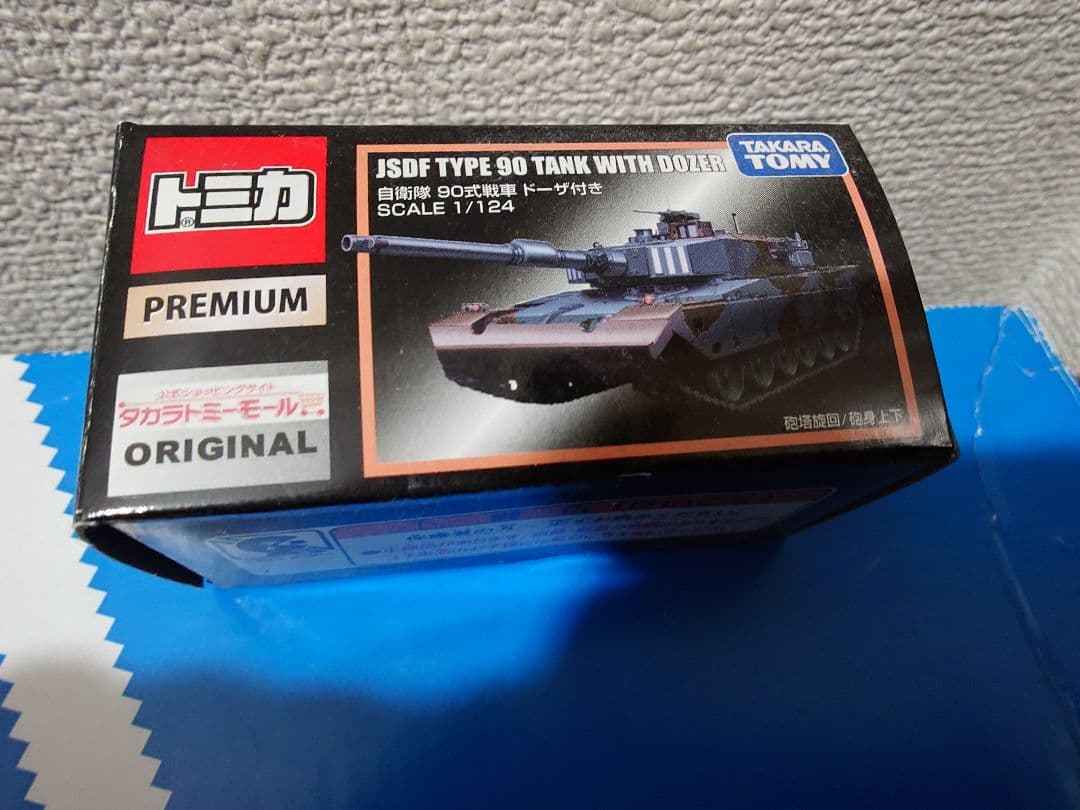 トミカ®
PREMIUM
公式ショッピングサイト
タカラトミーモール
ORIGINAL
JSDF TYPE 90 TANK WITH DOZER
自衛隊 90式戦車 ドーザ付き
SCALE 1/124
TAKARA
TOMY
砲塔旋回/砲身上下